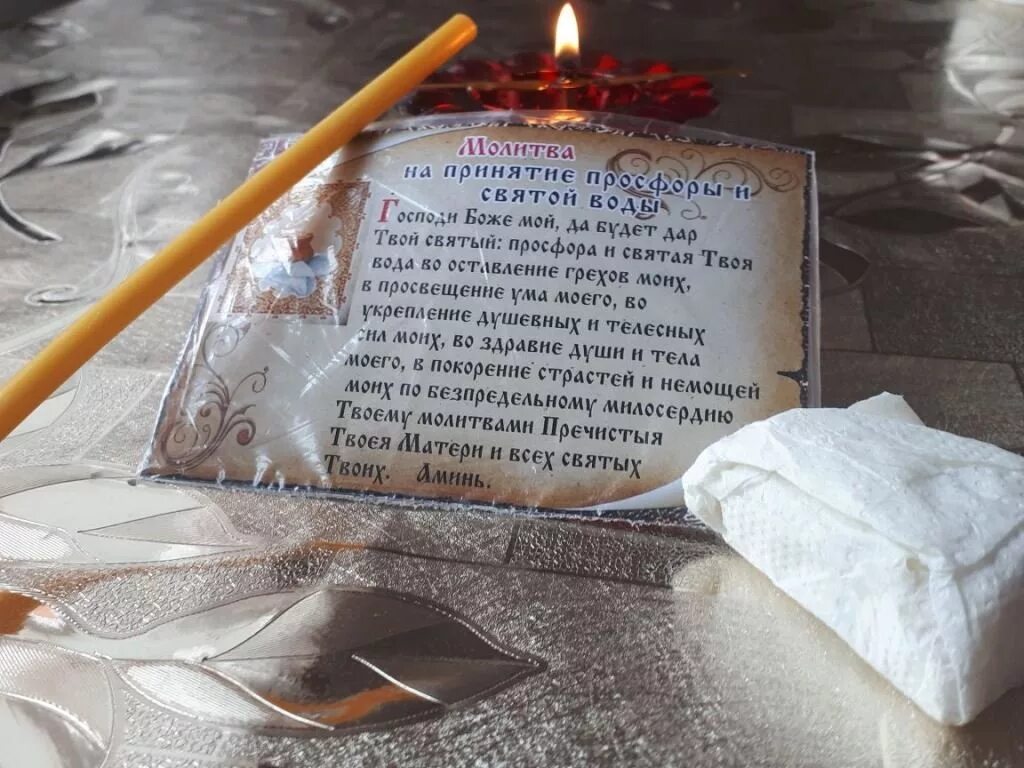 Молитва
на принятие просфоры и
святой воды
Господи Боже мой, да будет дар
Твой святый: просфора и святая Твоя
вода во оставление грехов моих,
в просвещение ума моего, во
укрепление душевных и телесных
сил моих, во здравие души и тела
моего, в покорение страстей и немощей
моих по безпредельному милосердию
Твоему молитвами Пречистыя
Твоея Матери и всех святых
Твоих. Аминь.